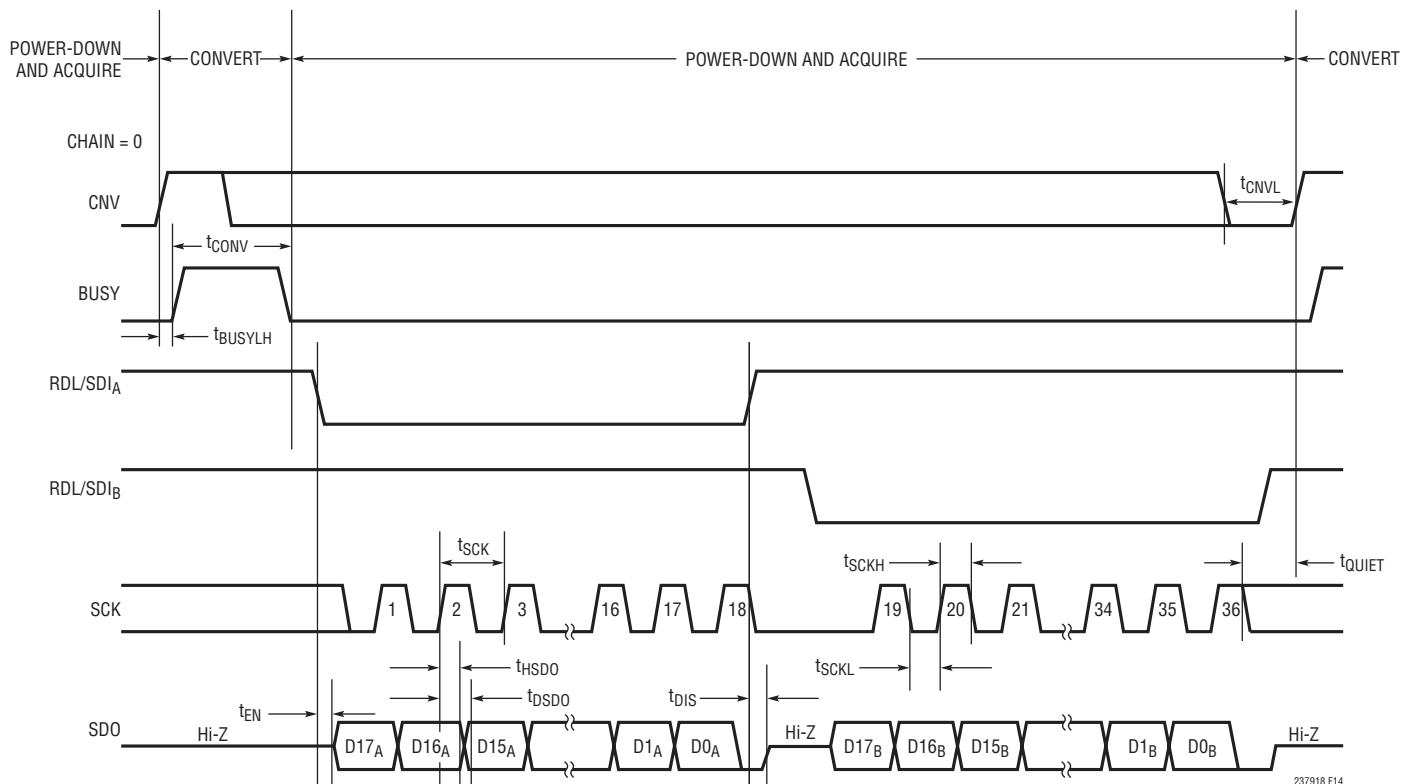 POWER-DOWN
AND ACQUIRE
CONVERT
POWER-DOWN AND ACQUIRE
CONVERT
CHAIN = 0
CNV
tCNVL
tCONV
BUSY
tBUSYLH
RDL/SDIA
RDL/SDIB
tSCK
tSCKH
tQUIET
SCK
1 2 3 16 17 18 19 20 21 34 35 36
tHSDO
tSCKL
tDSDO
tDIS
tEN
SDO
Hi-Z D17A D16A D15A D1A D0A Hi-Z D17B D16B D15B D1B D0B Hi-Z
237918 F14